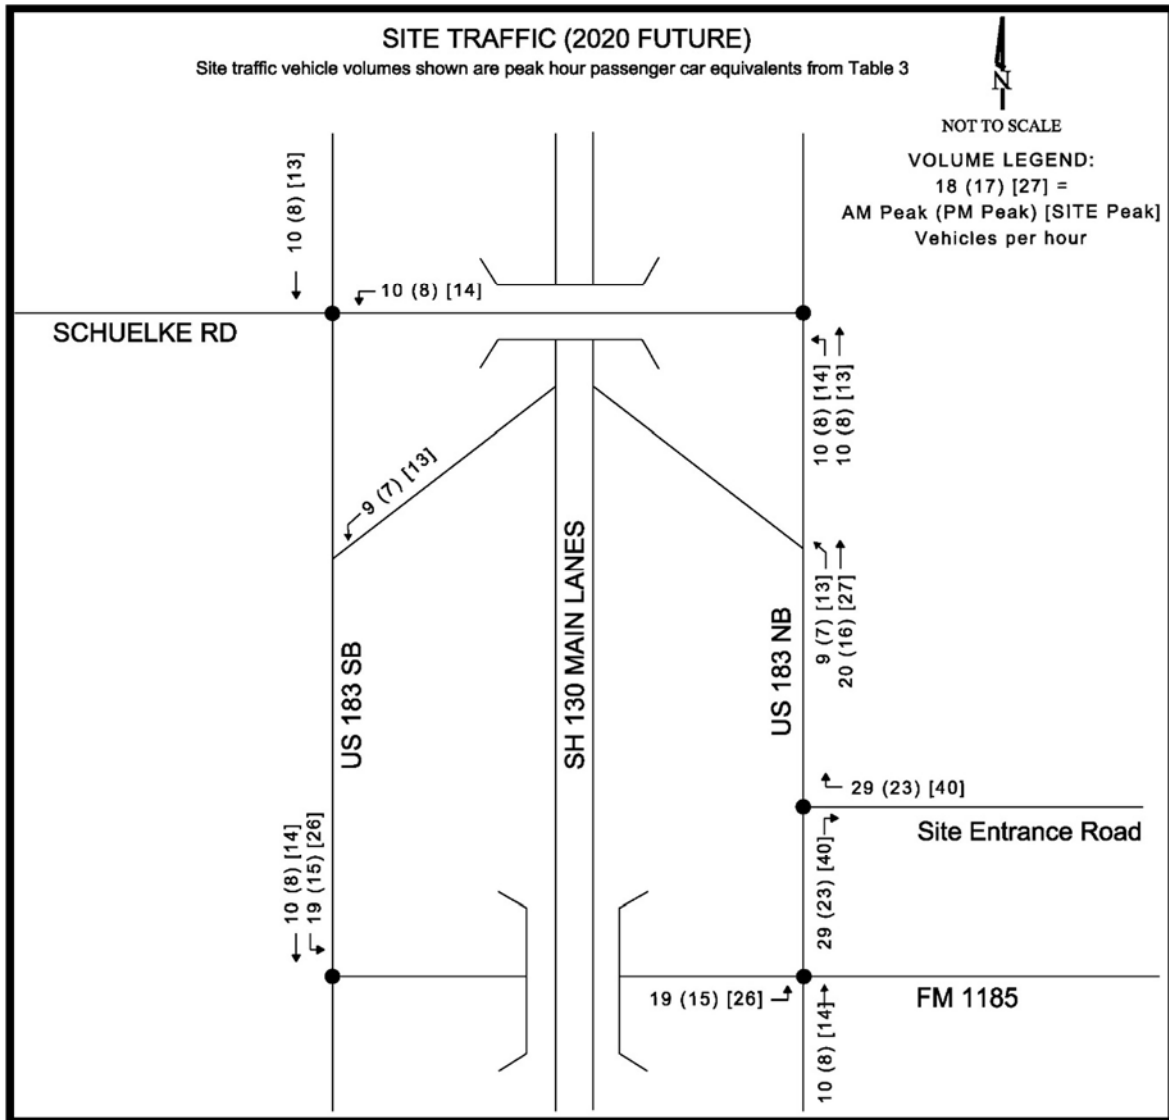 SITE TRAFFIC (2020 FUTURE)
Site traffic vehicle volumes shown are peak hour passenger car equivalents from Table 3
N
NOT TO SCALE
VOLUME LEGEND:
18 (17) [27] =
AM Peak (PM Peak) [SITE Peak]
Vehicles per hour
10 (8) [13]
10 (8) [14]
SCHUELKE RD
10 (8) [14]
10 (8) [13]
9 (7) [13]
SH 130 MAIN LANES
9 (7) [13]
20 (16) [27]
US 183 SB
US 183 NB
29 (23) [40]
Site Entrance Road
29 (23) [40]
10 (8) [14]
19 (15) [26]
19 (15) [26]
FM 1185
10 (8) [14]